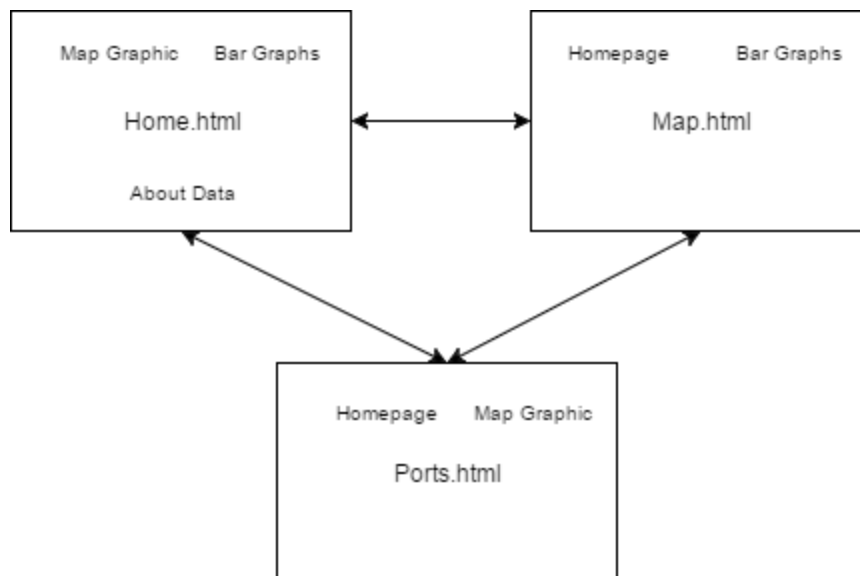 Map Graphic Bar Graphs
Home.html
About Data
Homepage Bar Graphs
Map.html
Homepage Map Graphic
Ports.html